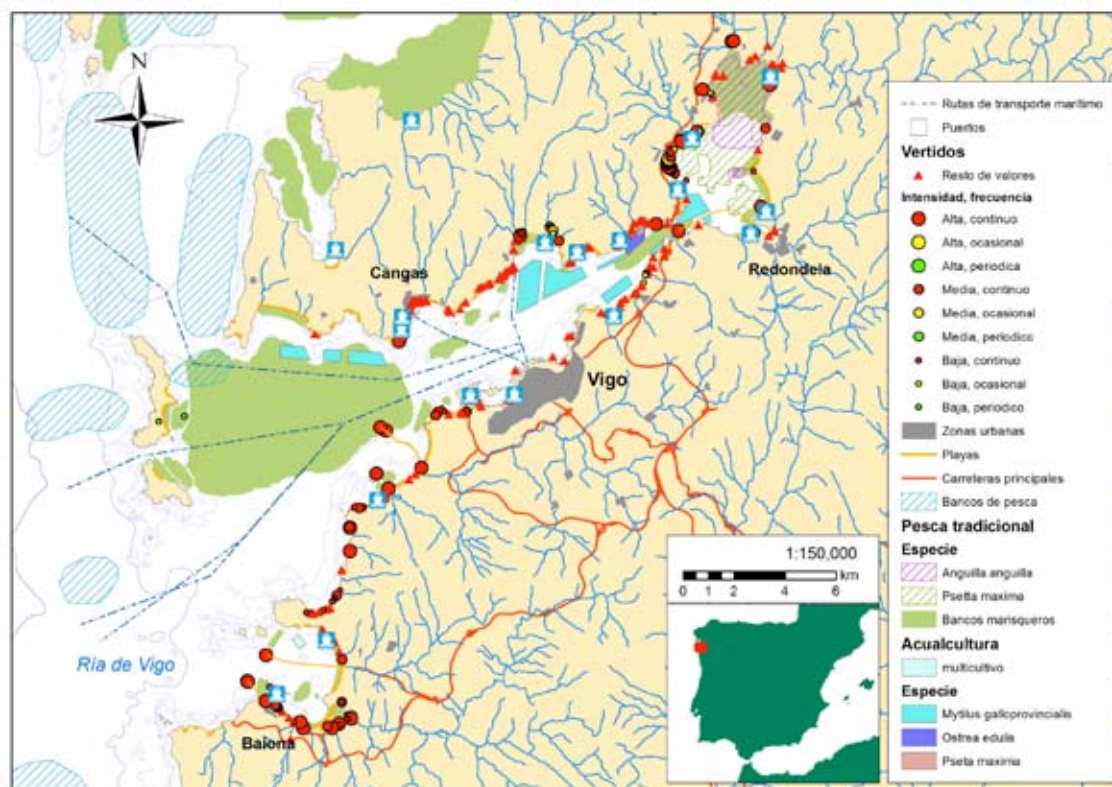 N
Cangas
Redondela
Vigo
Ría de Vigo
Baiona
Rutas de transporte marítimo
Puertos
Vertidos
Resto de valores
Intensidad, frecuencia
Alta, continuo
Alta, ocasional
Alta, periodica
Media, continuo
Media, ocasional
Media, periódico
Baja, continuo
Baja, ocasional
Baja, periodico
Zonas urbanas
Playas
Carreteras principales
Bancos de pesca
Pesca tradicional
Especie
Anguilla anguilla
Psetta maxima
Bancos marisqueros
Acualcultura
multicultivo
Especie
Mytilus galloprovincialis
Ostrea edulis
Pseta maxima
1:150,000
km
0 1 2 4 6